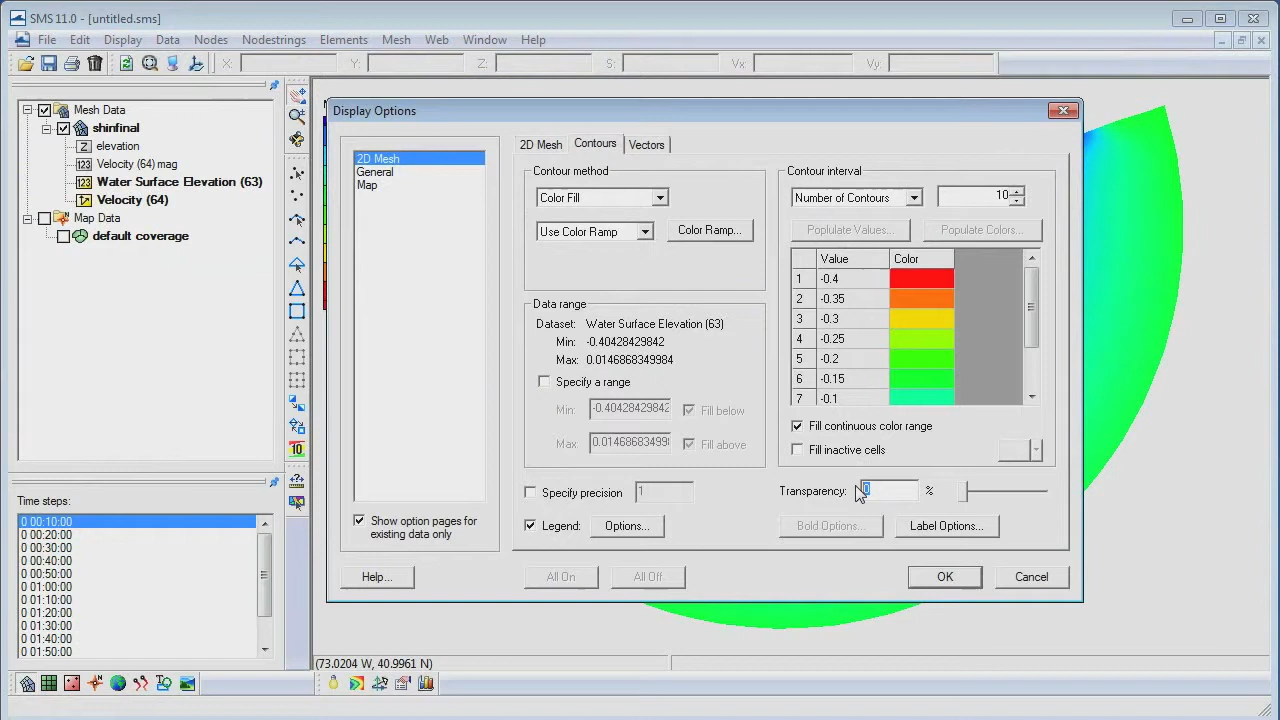 SMS 11.0 - [untitled.sms]
File Edit Display Data Nodes Nodestrings Elements Mesh Web Window Help
X: Y: Z: S: Vx Vy
Mesh Data
shinfinal
elevation
Velocity (64) mag
Water Surface Elevation (63)
Velocity (64)
Map Data
default coverage
10
Time steps:
0 00:10:00
0 00:20:00
0 00:30:00
0 00:40:00
0 00:50:00
0 01:00:00
0 01:10:00
0 01:20:00
0 01:30:00
0 01:40:00
0 01:50:00
Display Options
2D Mesh
General
Map
Show option pages for
existing data only
2D Mesh Contours Vectors
Contour method
Color Fill
Use Color Ramp
Color Ramp...
Data range
Dataset: Water Surface Elevation (63)
Min: -0.40428429842
Max: 0.0146868349984
Specify a range
Min: -0.40428429842 Fill below
Max 0.014686834998 Fill above
Specify precision 1
Legend: Options...
Contour interval
Number of Contours 10
Poplulate Values... Populate Colors...
Value Color
1 -0.4
2 -0.35
3 -0.3
4 -0.25
5 -0.2
6 -0.15
7 -0.1
Fill continuous color range
Fill inactive cells
Transparency: 0 %
Bold Options... Label Options...
Help... All On All Off OK Cancel
(73.0204 W, 40.9961 N)